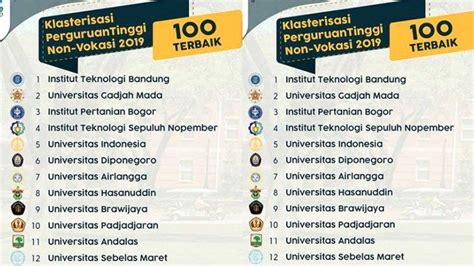 Klasterisasi
PerguruanTinggi
Non-Vokasi 2019
100
TERBAIK
1 Institut Teknologi Bandung
2 Universitas Gadjah Mada
3 Institut Pertanian Bogor
4 Institut Teknologi Sepuluh Nopember
5 Universitas Indonesia
6 Universitas Diponegoro
7 Universitas Airlangga
8 Universitas Hasanuddin
9 Universitas Brawijaya
10 Universitas Padjadjaran
11 Universitas Andalas
12 Universitas Sebelas Maret
Klasterisasi
PerguruanTinggi
Non-Vokasi 2019
100
TERBAIK
1 Institut Teknologi Bandung
2 Universitas Gadjah Mada
3 Institut Pertanian Bogor
4 Institut Teknologi Sepuluh Nopember
5 Universitas Indonesia
6 Universitas Diponegoro
7 Universitas Airlangga
8 Universitas Hasanuddin
9 Universitas Brawijaya
10 Universitas Padjadjaran
11 Universitas Andalas
12 Universitas Sebelas Maret